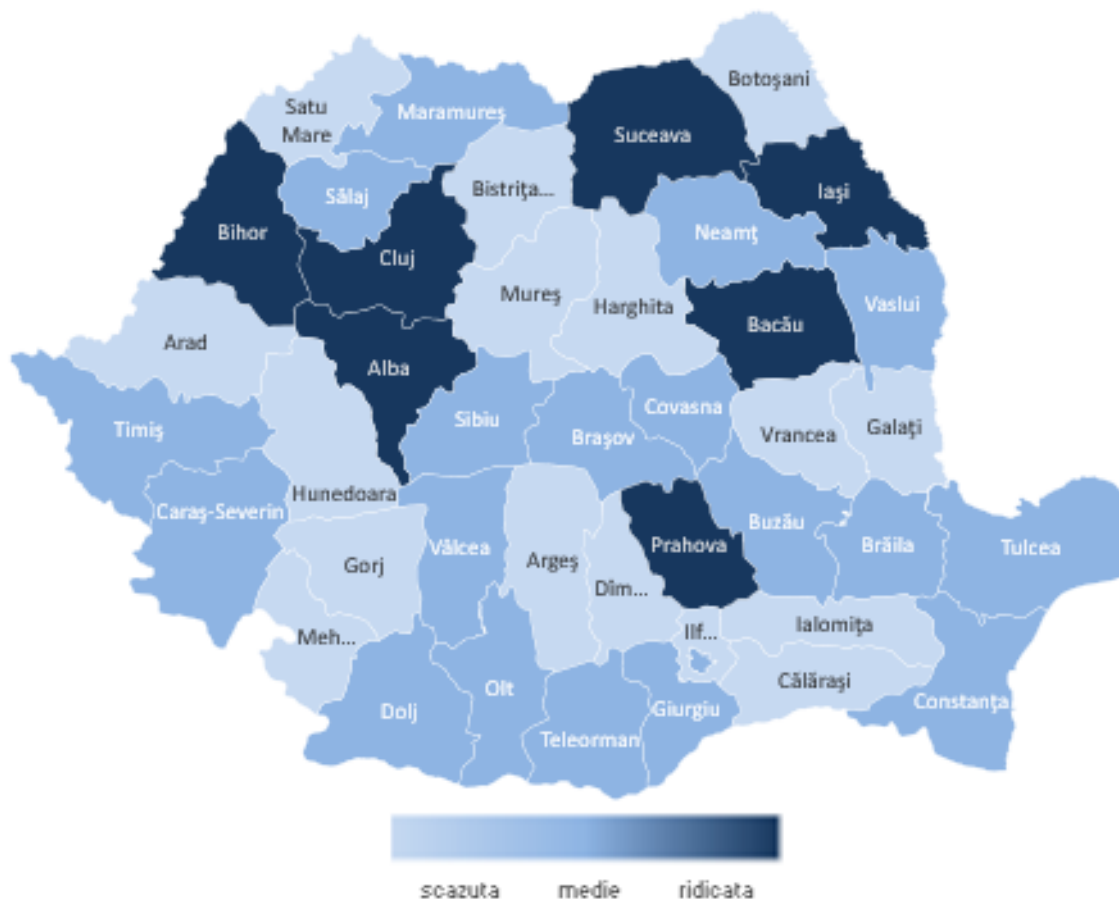 Botoşani
Satu
Mare
Maramureş
Suceava
Bistriţa...
Iaşi
Sălaj
Bihor
Cluj
Neamţ
Mureş
Harghita
Vaslui
Bacău
Arad
Alba
Covasna
Sibiu
Braşov
Timiş
Vrancea
Galaţi
Hunedoara
Caraş-Severin
Buzău
Vâlcea
Prahova
Brăila
Tulcea
Argeş
Gorj
Dîm...
Ilf...
Ialomiţa
Meh...
Călăraşi
Olt
Constanţa
Dolj
Giurgiu
Teleorman
scazuta medie ridicata